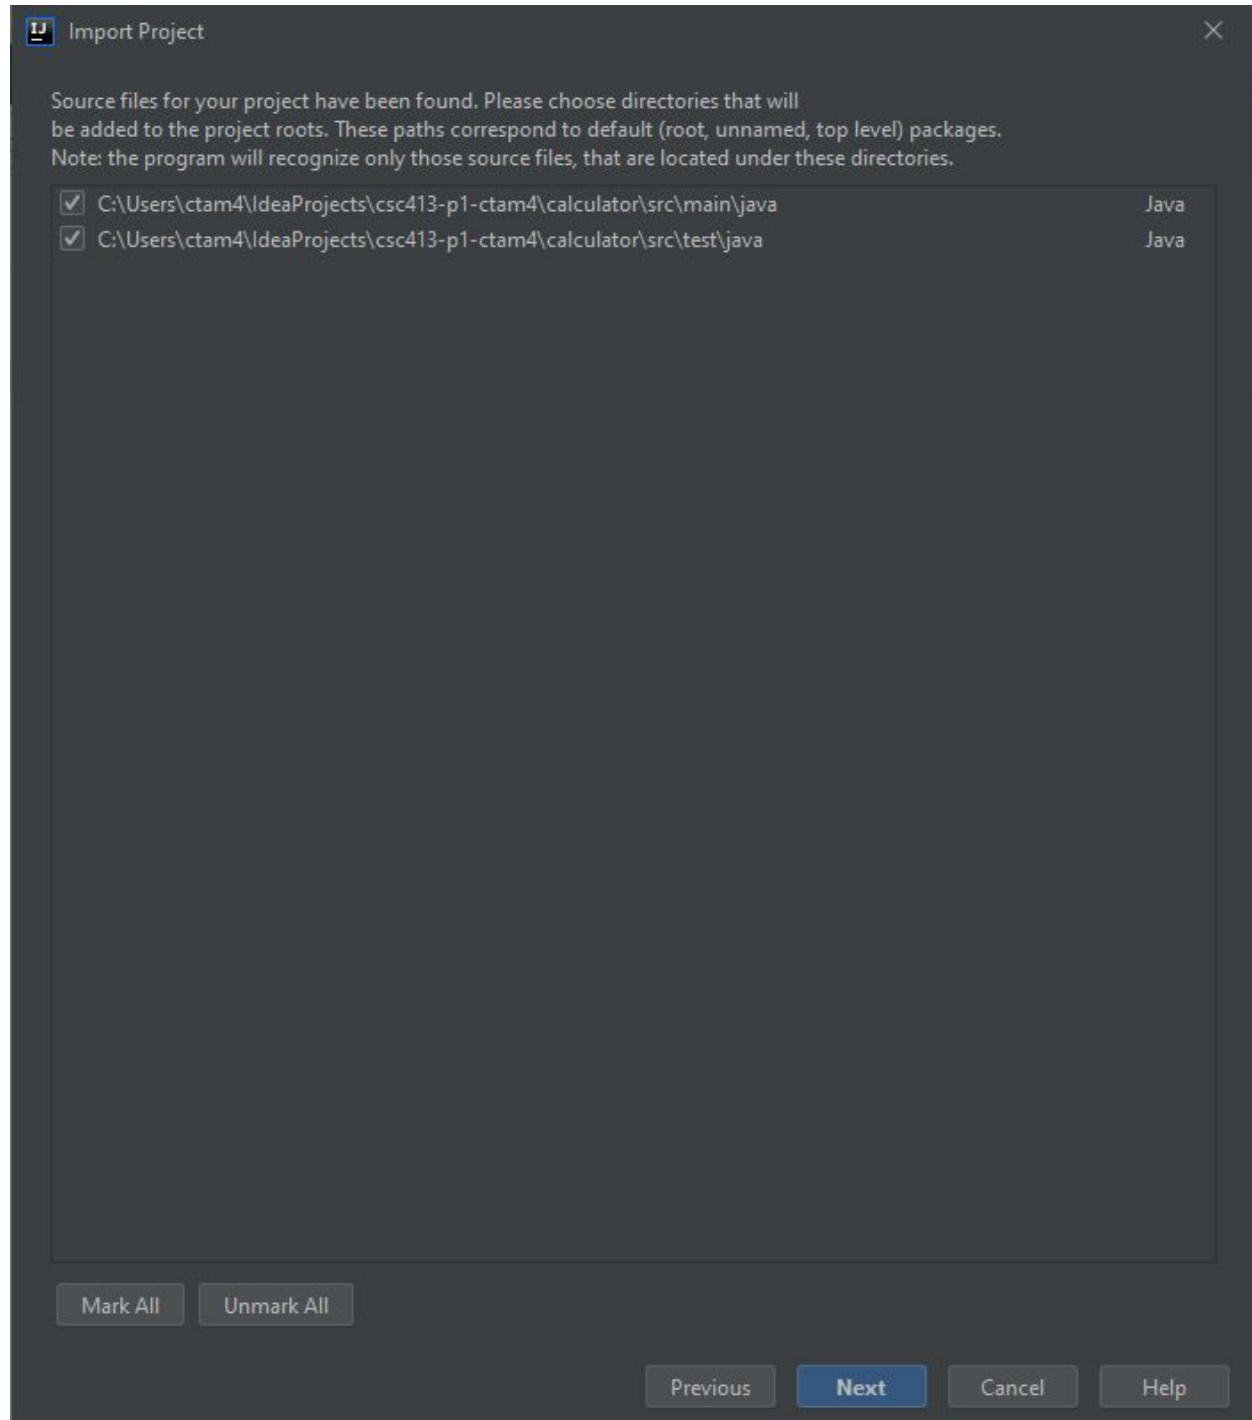 IJ Import Project
Source files for your project have been found. Please choose directories that will
be added to the project roots. These paths correspond to default (root, unnamed, top level) packages.
Note: the program will recognize only those source files, that are located under these directories.
C:\Users\ctam4\IdeaProjects\csc413-p1-ctam4\calculator\src\main\java Java
C:\Users\ctam4\IdeaProjects\csc413-p1-ctam4\calculator\src\test\java Java
Mark All Unmark All
Previous Next Cancel Help